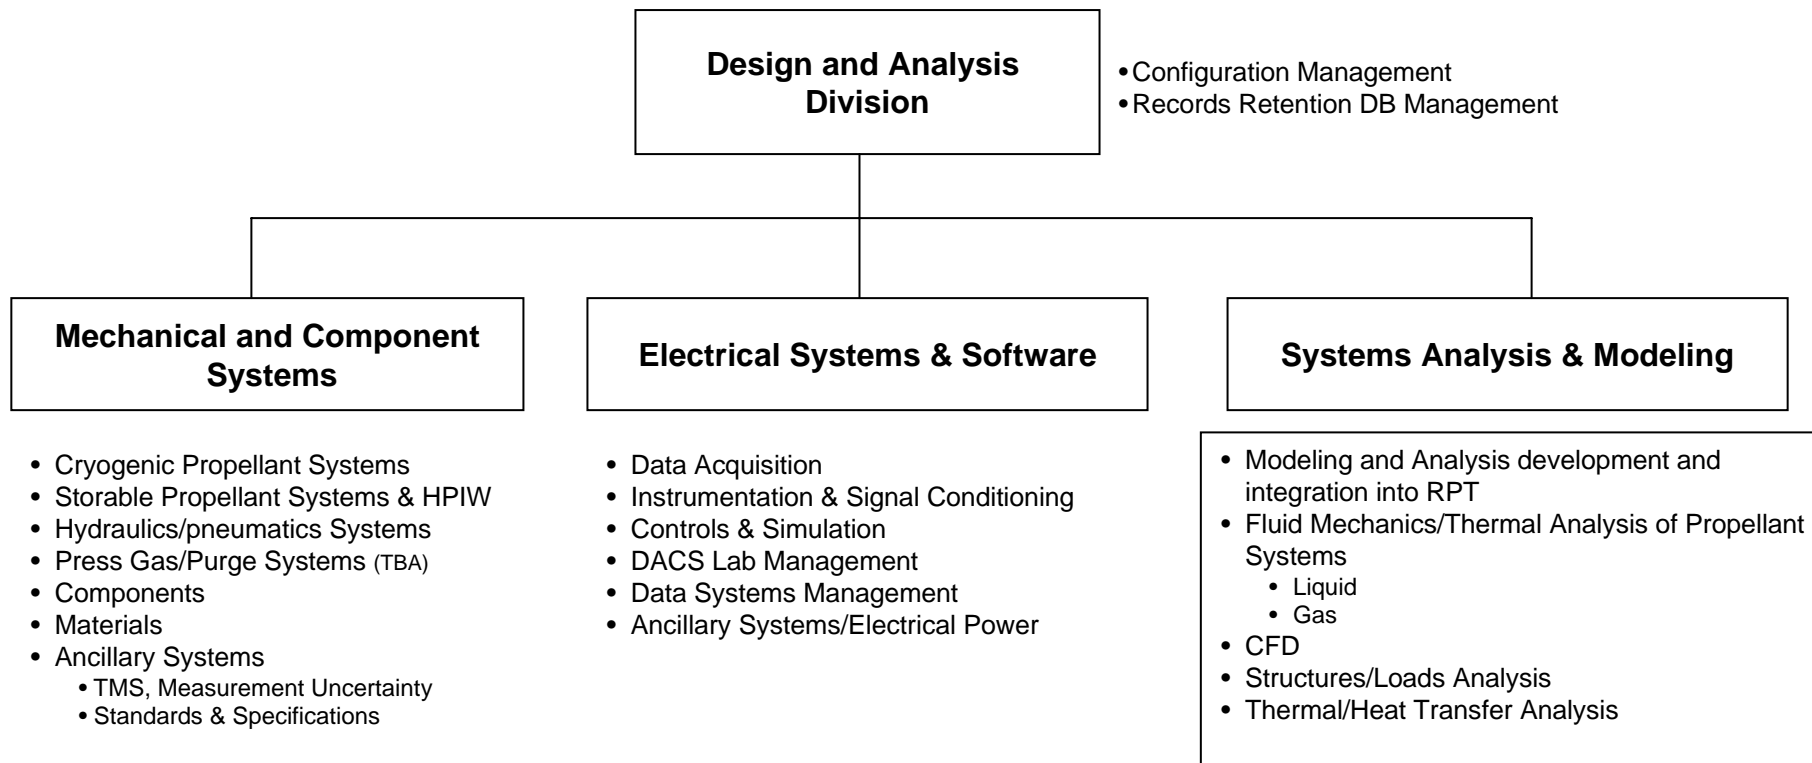 Design and Analysis
Division
•Configuration Management
•Records Retention DB Management
Mechanical and Component
Systems
• Cryogenic Propellant Systems
• Storable Propellant Systems & HPIW
• Hydraulics/pneumatics Systems
• Press Gas/Purge Systems (TBA)
• Components
• Materials
• Ancillary Systems
• TMS, Measurement Uncertainty
• Standards & Specifications
Electrical Systems & Software
• Data Acquisition
• Instrumentation & Signal Conditioning
• Controls & Simulation
• DACS Lab Management
• Data Systems Management
• Ancillary Systems/Electrical Power
Systems Analysis & Modeling
• Modeling and Analysis development and
integration into RPT
• Fluid Mechanics/Thermal Analysis of Propellant
Systems
• Liquid
• Gas
• CFD
• Structures/Loads Analysis
• Thermal/Heat Transfer Analysis